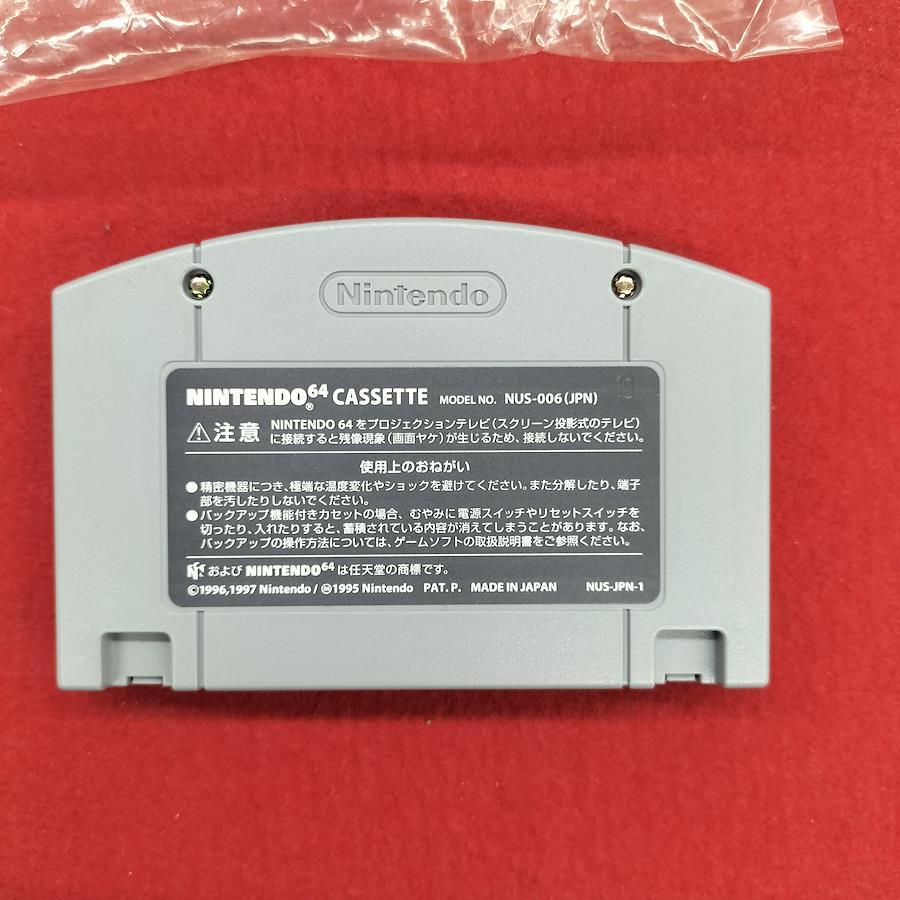 Nintendo
NINTENDO64® CASSETTE MODEL NO. NUS-006(JPN)
⚠注意 NINTENDO 64 をプロジェクションテレビ(スクリーン投影式のテレビ)
に接続すると残像現象(画面ヤケ)が生じるため、接続しないでください。
使用上のおねがい
●精密機器につき、極端な温度変化やショックを避けてください。また分解したり、端子
部を汚したりしないでください。
●バックアップ機能付きカセットの場合、むやみに電源スイッチやリセットスイッチを
切ったり、入れたりすると、蓄積されている内容が消えてしまうことがあります。なお、
バックアップの操作方法については、ゲームソフトの取扱説明書をご参照ください。
および NINTENDO64 は任天堂の商標です。
©1996,1997 Nintendo / Ⓜ1995 Nintendo PAT. P. MADE IN JAPAN NUS-JPN-1